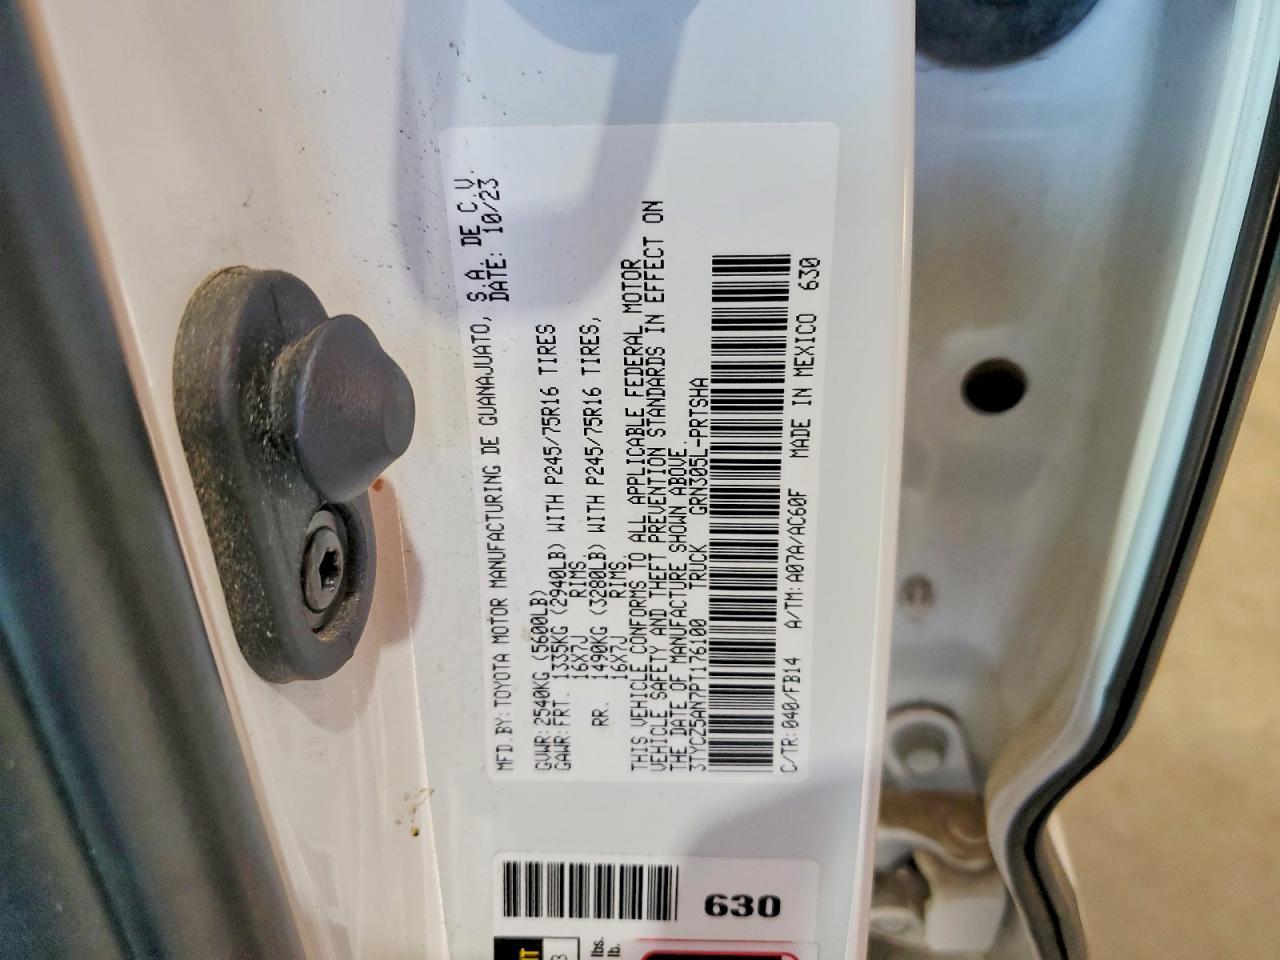 MFD.BY:TOYOTA MOTOR MANUFACTURING DE GUANAJUATO, S.A. DE C.V.
DATE: 10/23
GVWR:2540KG (5600LB)
GAWR:FRT. 1335KG (2940LB) WITH P245/75R16 TIRES
16X7J RIMS,
RR. 1490KG (3280LB) WITH P245/75R16 TIRES,
16X7J RIMS,
THIS VEHICLE CONFORMS TO ALL APPLICABLE FEDERAL MOTOR
VEHICLE SAFETY AND THEFT PREVENTION STANDARDS IN EFFECT ON
THE DATE OF MANUFACTURE SHOWN ABOVE.
3TYCZ5AN7PT176100 TRUCK GRN305L-PRTSHA
C/TR:040/FB14 A/TM:A07A/AC60F MADE IN MEXICO 630
630
lbs.
lb.